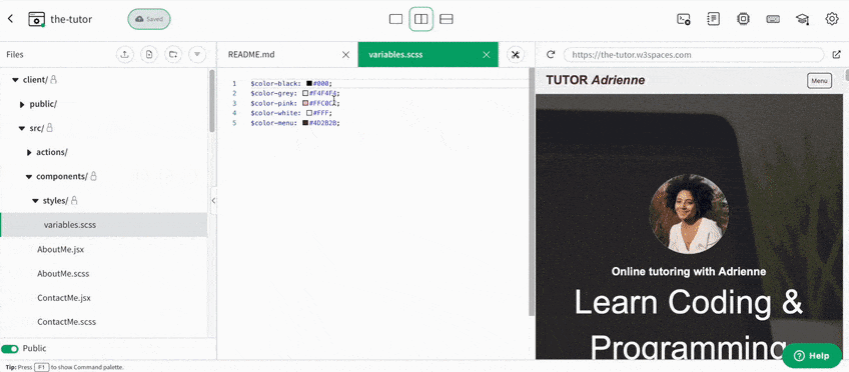 the-tutor
Saved
Files
README.md
variables.scss
https://the-tutor.w3spaces.com
client/
public/
src/
actions/
components/
styles/
variables.scss
AboutMe.jsx
AboutMe.scss
ContactMe.jsx
ContactMe.scss
Public
1 $color-black: #000;
2 $color-grey: #F4F4F4;
3 $color-pink:
4 $color-white: #FFF;
5 $color-menu: #4D2B2B;
TUTOR Adrienne
Menu
Online tutoring with Adrienne
Learn Coding &
Programming
Help
Tip: Press F1 to show Command palette.